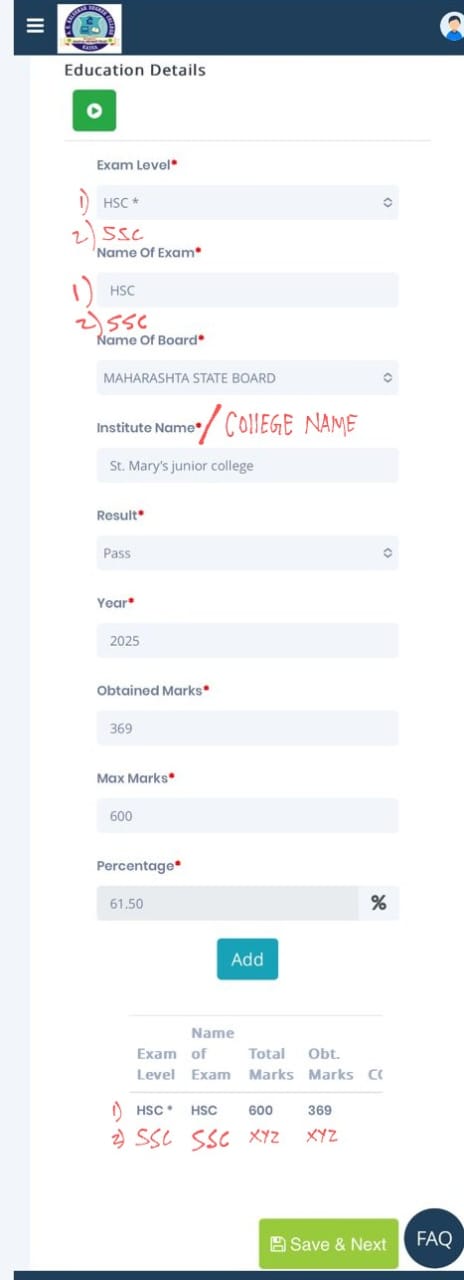 Education Details
Exam Level*
1) HSC *
2) SSC
Name Of Exam*
1) HSC
2) SSC
Name Of Board*
MAHARASHTA STATE BOARD
Institute Name* / COllEGE NAME
St. Mary's junior college
Result*
Pass
Year*
2025
Obtained Marks*
369
Max Marks*
600
Percentage*
61.50 %
Add
Name
Exam of Total Obt.
Level Exam Marks Marks
1) HSC * HSC 600 369
2) SSC SSC XYZ XYZ
Save & Next
FAQ